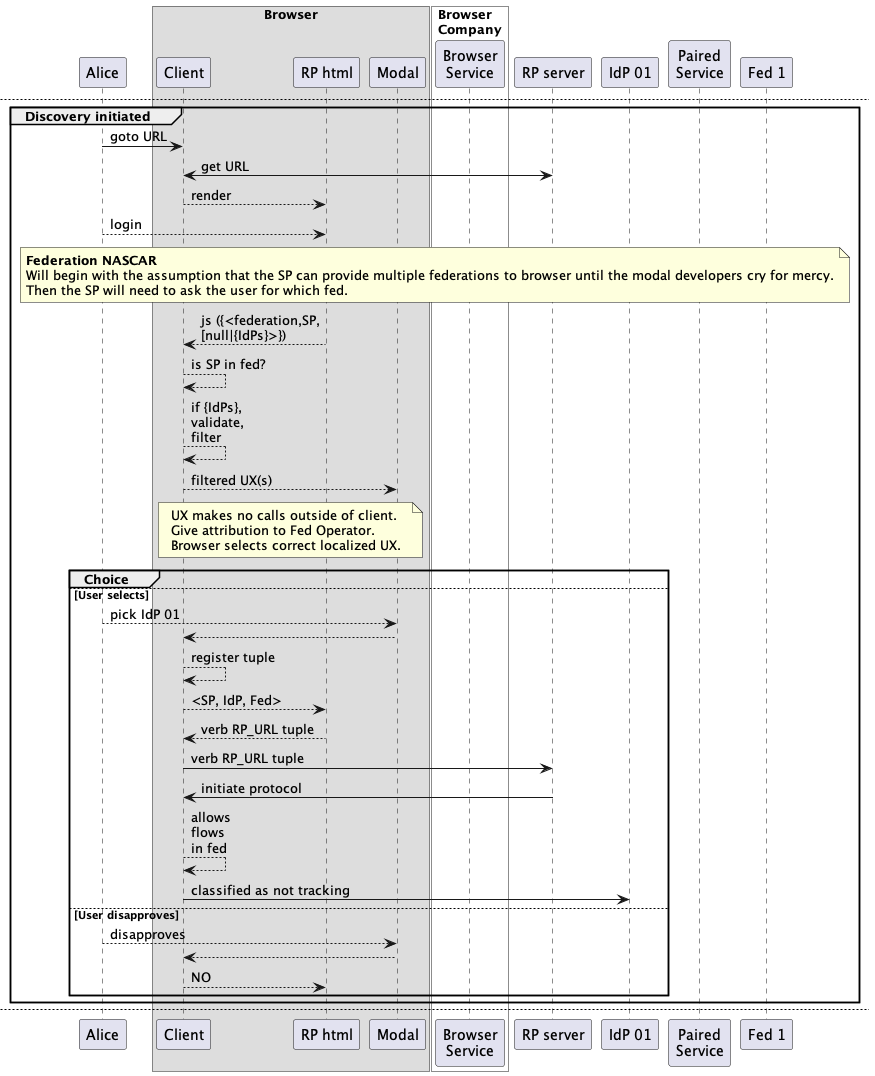 Browser
Browser
Company
Alice
Client
RP html
Modal
Browser
Service
RP server
IdP 01
Paired
Service
Fed 1
Discovery initiated
goto URL
get URL
render
login
Federation NASCAR
Will begin with the assumption that the SP can provide multiple federations to browser until the modal developers cry for mercy.
Then the SP will need to ask the user for which fed.
js ({<federation,SP,
[null|{IdPs}>})
is SP in fed?
if {IdPs},
validate,
filter
filtered UX(s)
UX makes no calls outside of client.
Give attribution to Fed Operator.
Browser selects correct localized UX.
Choice
[User selects]
pick IdP 01
register tuple
<SP, IdP, Fed>
verb RP_URL tuple
verb RP_URL tuple
initiate protocol
allows
flows
in fed
classified as not tracking
[User disapproves]
disapproves
NO
Alice
Client
RP html
Modal
Browser
Service
RP server
IdP 01
Paired
Service
Fed 1